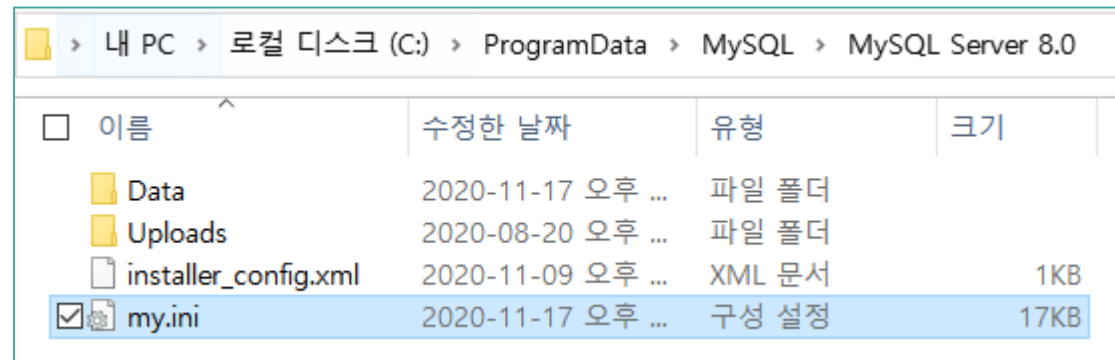 내 PC > 로컬 디스크 (C:) > ProgramData > MySQL > MySQL Server 8.0
이름 수정한 날짜 유형 크기
Data 2020-11-17 오후 ... 파일 폴더
Uploads 2020-08-20 오후 ... 파일 폴더
installer_config.xml 2020-11-09 오후 ... XML 문서 1KB
my.ini 2020-11-17 오후 ... 구성 설정 17KB